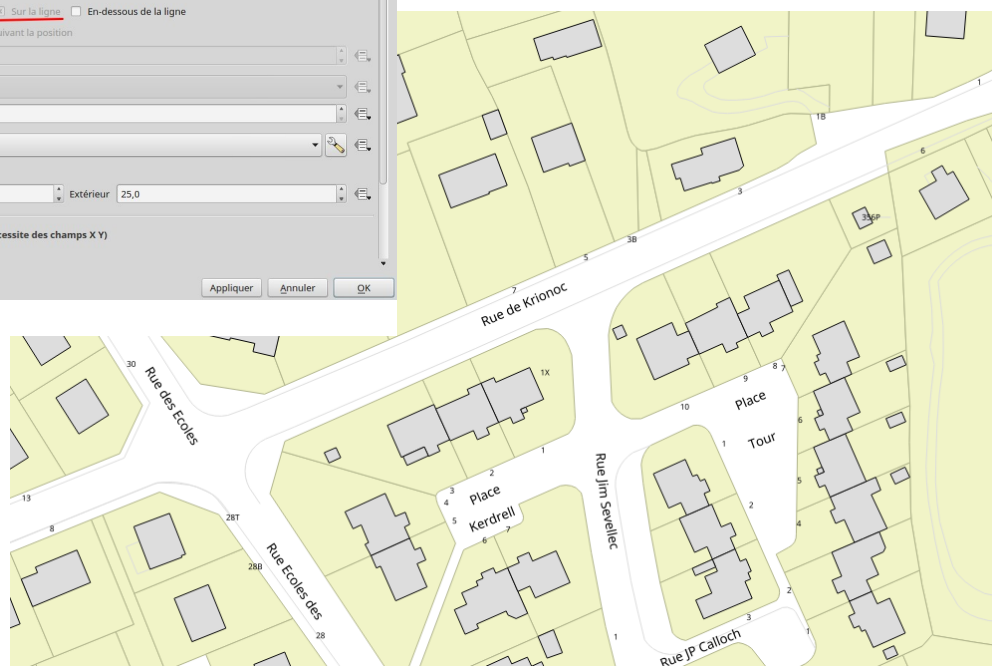 Sur la ligne En-dessous de la ligne
uivant la position
Extérieur 25,0
cessite des champs X Y)
Appliquer Annuler OK
1
1B
6
3
356P
3B
5
7
Rue de Krionoc
30
Rue des Ecoles
1X
8 7
9
10
Place
Tour
6
1
1
2
3
4
Place
Kerdrell
5
7
6
Rue Jim Sevellec
13
8
28T
28B
Rue Ecoles des
28
5
2
4
2
3
1
1
Rue JP Calloch